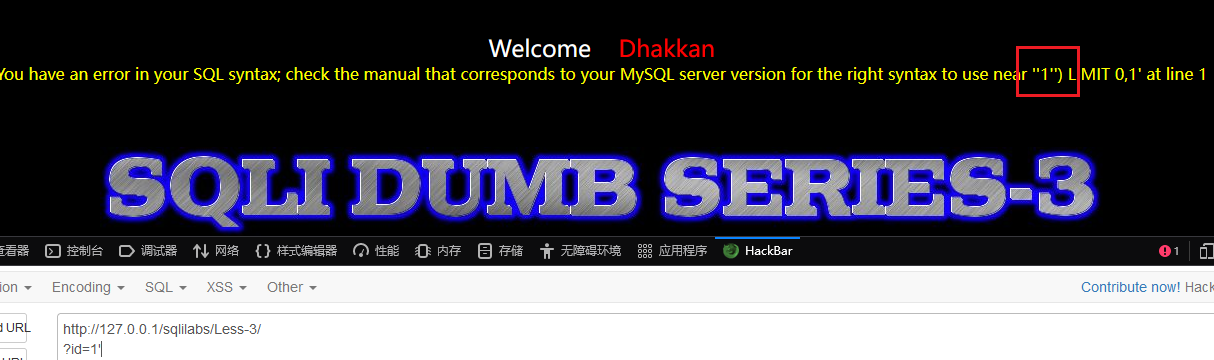 Welcome Dhakkan
You have an error in your SQL syntax; check the manual that corresponds to your MySQL server version for the right syntax to use near ''1'') LIMIT 0,1' at line 1
SQLI DUMB SERIES-3
查看器 控制台 调试器 网络 {} 样式编辑器 性能 内存 存储 无障碍环境 应用程序 HackBar 1
Encoding SQL XSS Other Contribute now! Hack
URL http://127.0.0.1/sqlilabs/Less-3/
?id=1'